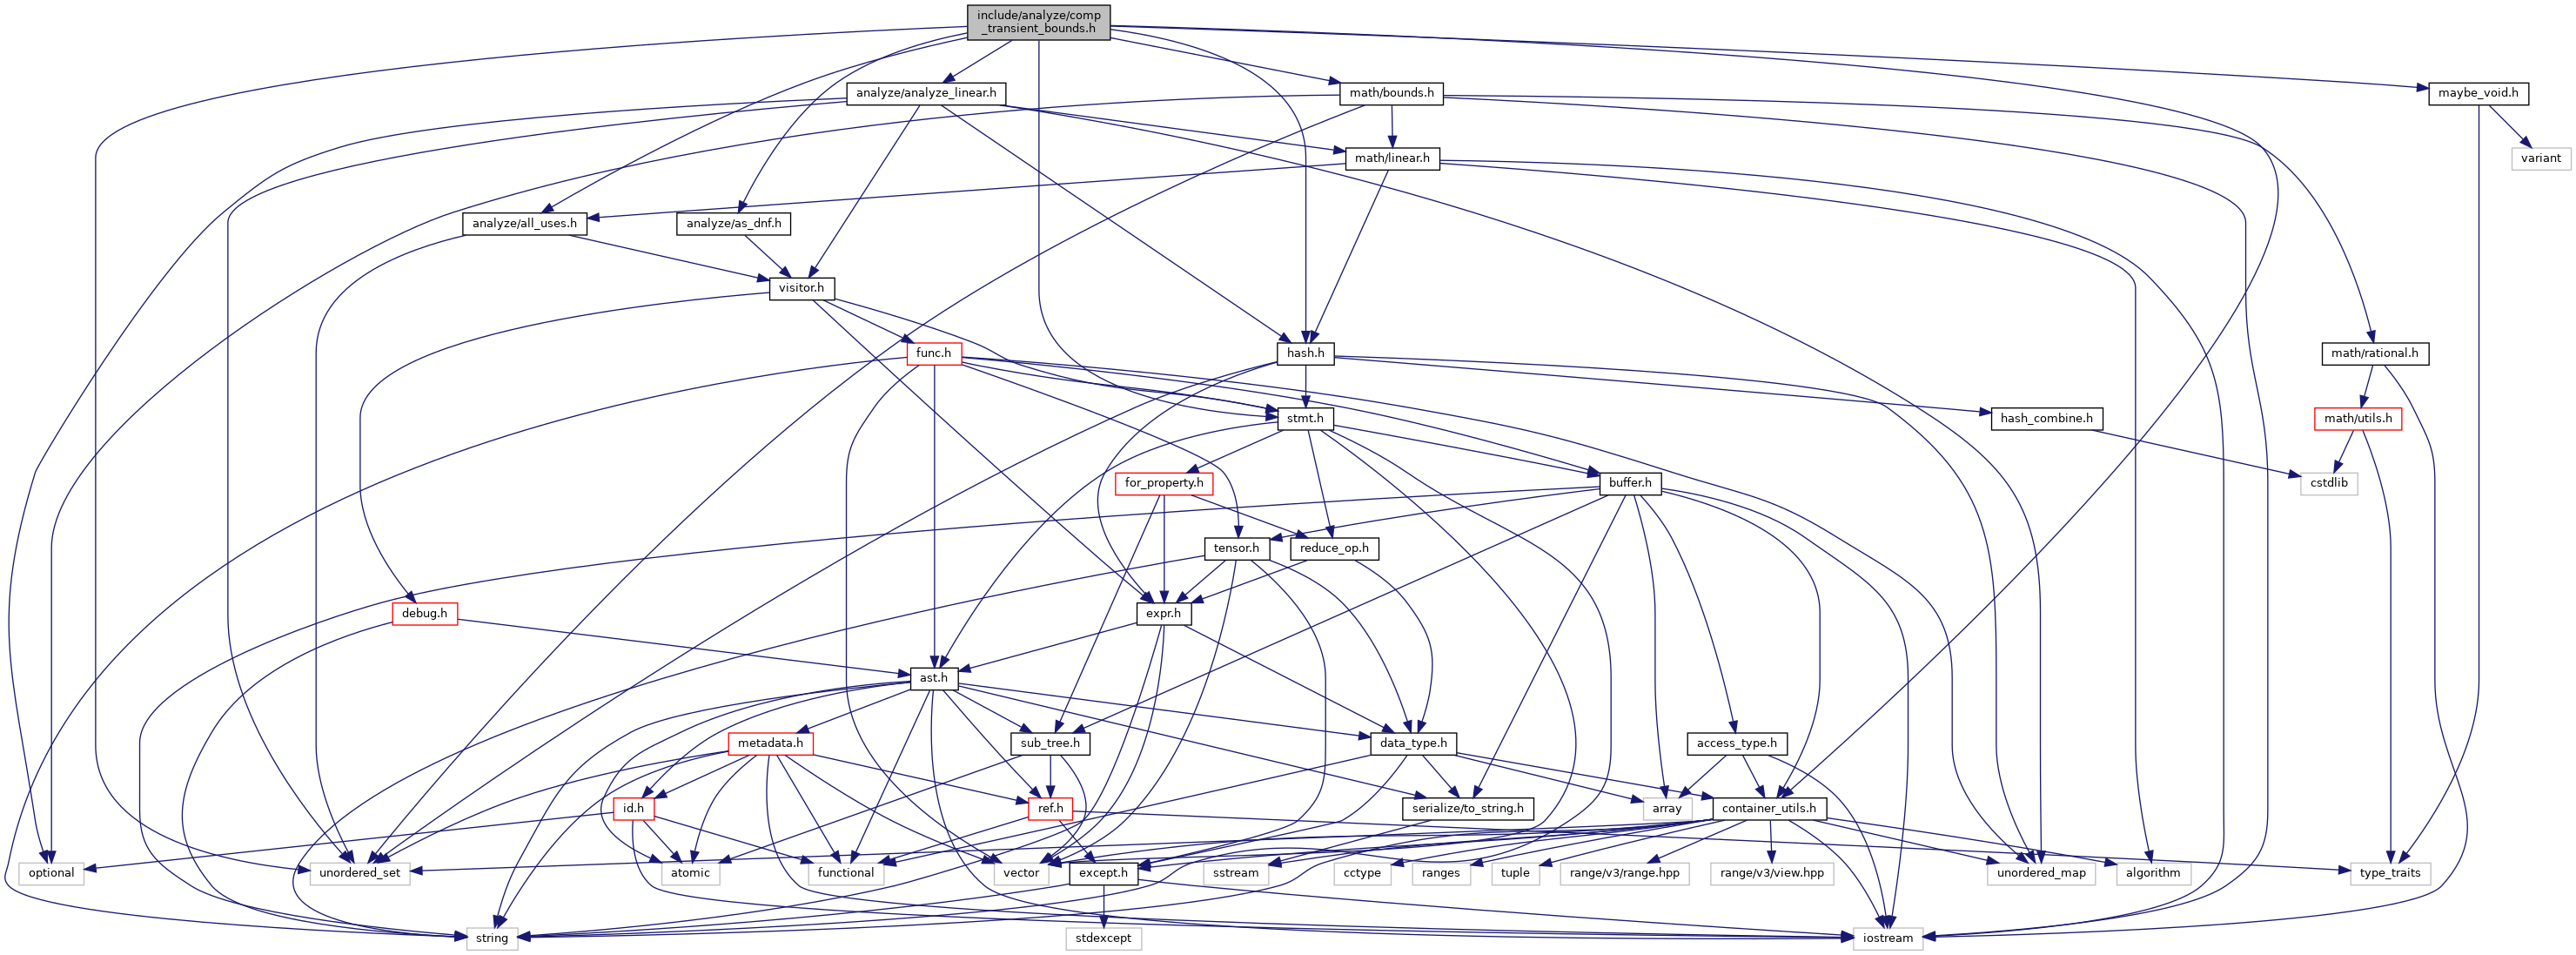 include/analyze/comp
_transient_bounds.h
analyze/analyze_linear.h
math/bounds.h
maybe_void.h
math/linear.h
variant
analyze/all_uses.h
analyze/as_dnf.h
visitor.h
func.h
hash.h
math/rational.h
stmt.h
hash_combine.h
math/utils.h
for_property.h
buffer.h
cstdlib
tensor.h
reduce_op.h
debug.h
expr.h
ast.h
metadata.h
sub_tree.h
data_type.h
access_type.h
id.h
ref.h
serialize/to_string.h
array
container_utils.h
optional
unordered_set
atomic
functional
vector
except.h
sstream
cctype
ranges
tuple
range/v3/range.hpp
range/v3/view.hpp
unordered_map
algorithm
type_traits
string
stdexcept
iostream